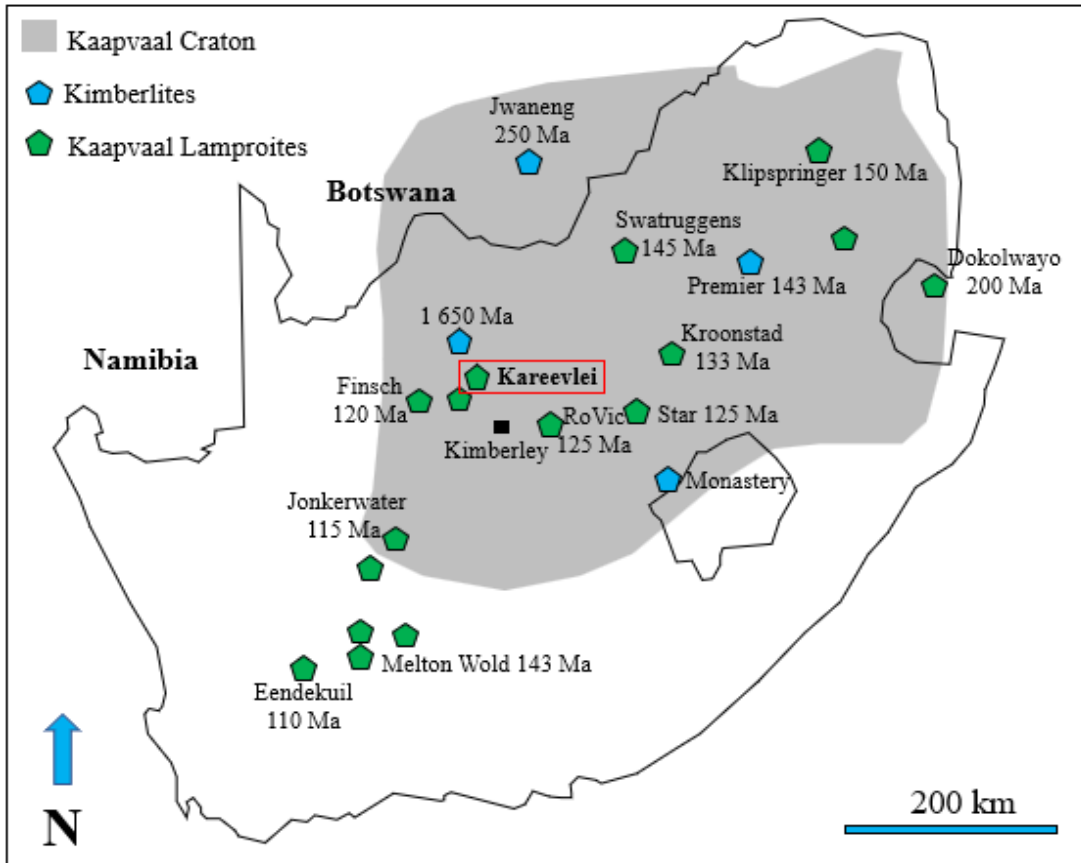 Kaapvaal Craton
Kimberlites
Kaapvaal Lamproites
Jwaneng
250 Ma
Botswana
Klipspringer 150 Ma
Swatruggens
145 Ma
Premier 143 Ma
Dokolwayo
200 Ma
1 650 Ma
Namibia
Kroonstad
133 Ma
Kareevlei
Finsch
120 Ma
RoVic
125 Ma
Star 125 Ma
Kimberley
Monastery
Jonkerwater
115 Ma
Melton Wold 143 Ma
Eendekuil
110 Ma
N
200 km